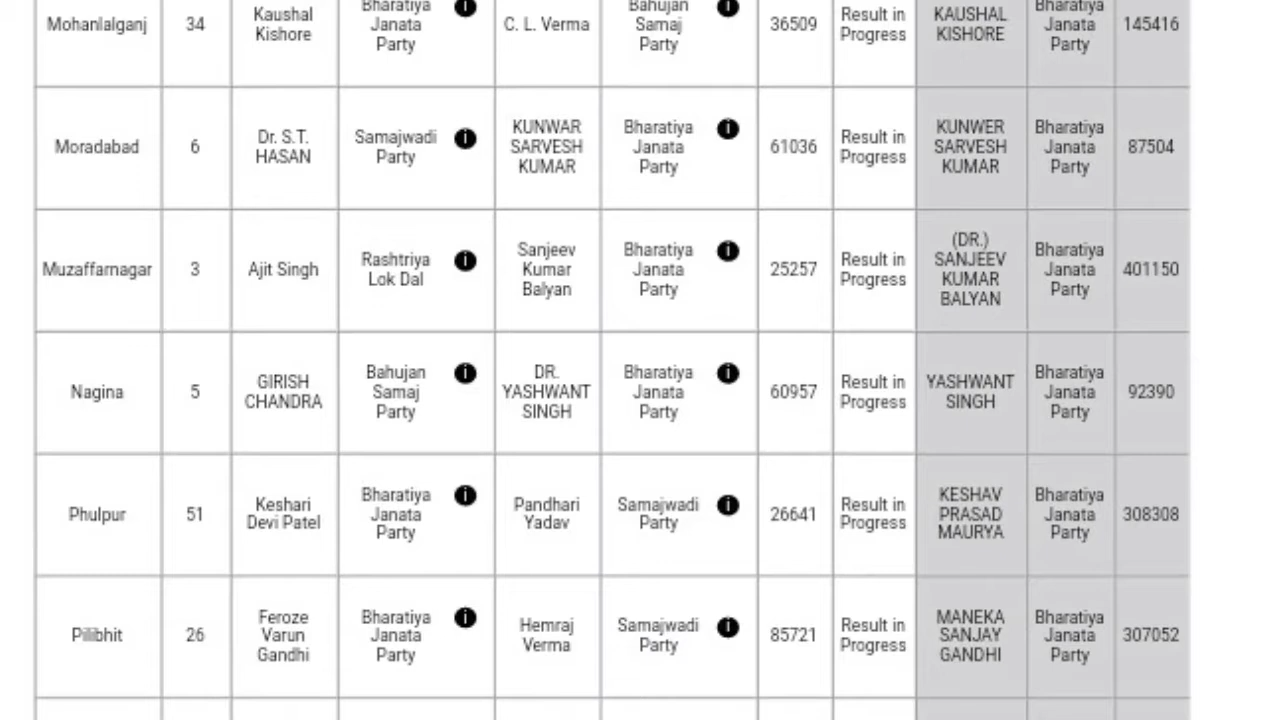 Mohanlalganj 34 Kaushal Kishore Bharatiya Janata Party i C. L. Verma Bahujan Samaj Party i 36509 Result in Progress KAUSHAL KISHORE Bharatiya Janata Party 145416
Moradabad 6 Dr. S.T. HASAN Samajwadi Party i KUNWAR SARVESH KUMAR Bharatiya Janata Party i 61036 Result in Progress KUNWER SARVESH KUMAR Bharatiya Janata Party 87504
Muzaffarnagar 3 Ajit Singh Rashtriya Lok Dal i Sanjeev Kumar Balyan Bharatiya Janata Party i 25257 Result in Progress (DR.) SANJEEV KUMAR BALYAN Bharatiya Janata Party 401150
Nagina 5 GIRISH CHANDRA Bahujan Samaj Party i DR. YASHWANT SINGH Bharatiya Janata Party i 60957 Result in Progress YASHWANT SINGH Bharatiya Janata Party 92390
Phulpur 51 Keshari Devi Patel Bharatiya Janata Party i Pandhari Yadav Samajwadi Party i 26641 Result in Progress KESHAV PRASAD MAURYA Bharatiya Janata Party 308308
Pilibhit 26 Feroze Varun Gandhi Bharatiya Janata Party i Hemraj Verma Samajwadi Party i 85721 Result in Progress MANEKA SANJAY GANDHI Bharatiya Janata Party 307052